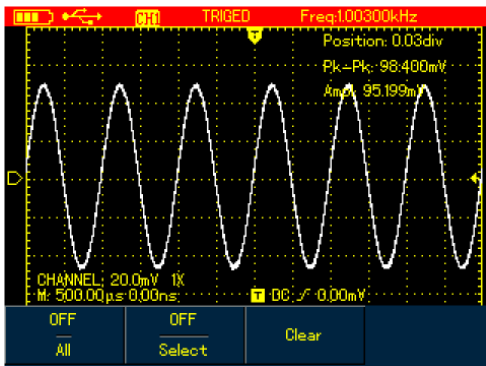 CH1 TRIGED Freq:1.00300kHz
T
Position: 0.03div
Pk-Pk: 98.400mV
Ampl: 95.199mV
CHANNEL: 20.0mV 1X
M: 500.00µs 0.00ns T DC: 0.00mV
OFF OFF
All Select Clear